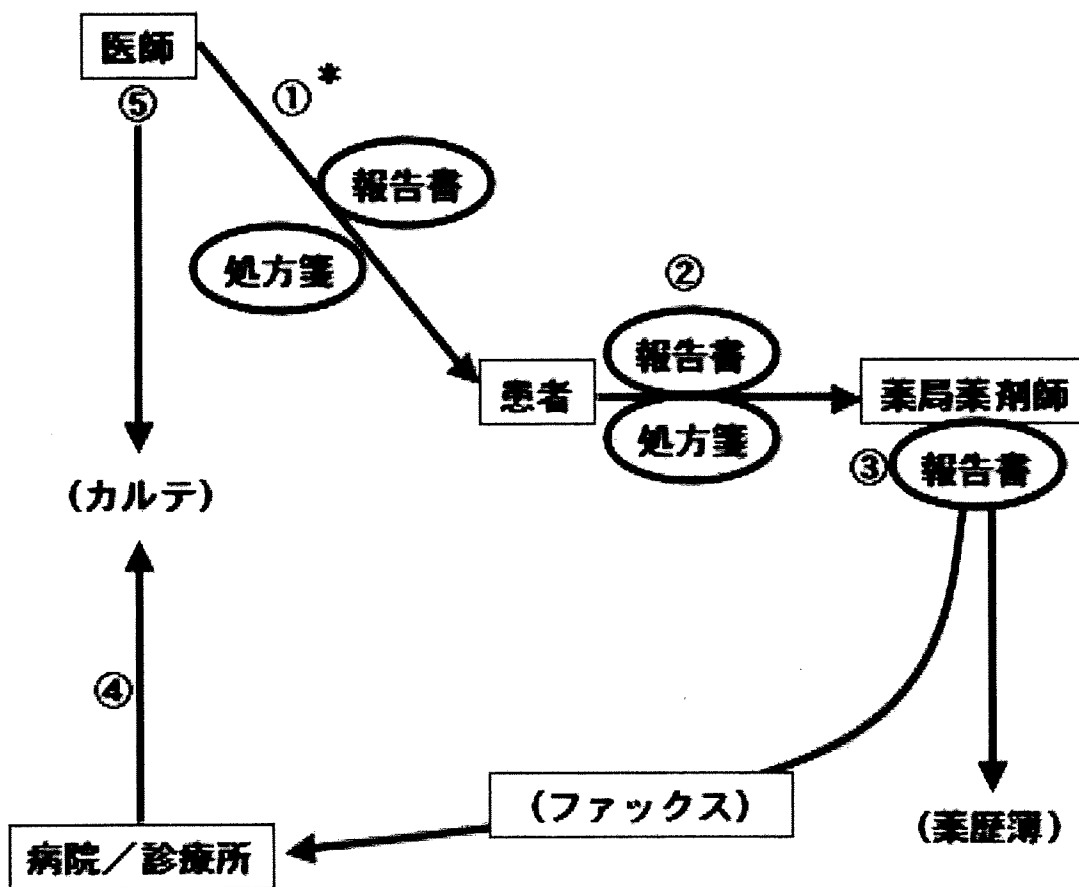 医師
⑤
①*
報告書
処方箋
②
報告書
患者
薬局薬剤師
処方箋
③
報告書
(カルテ)
④
(ファックス)
(薬歴簿)
病院/診療所